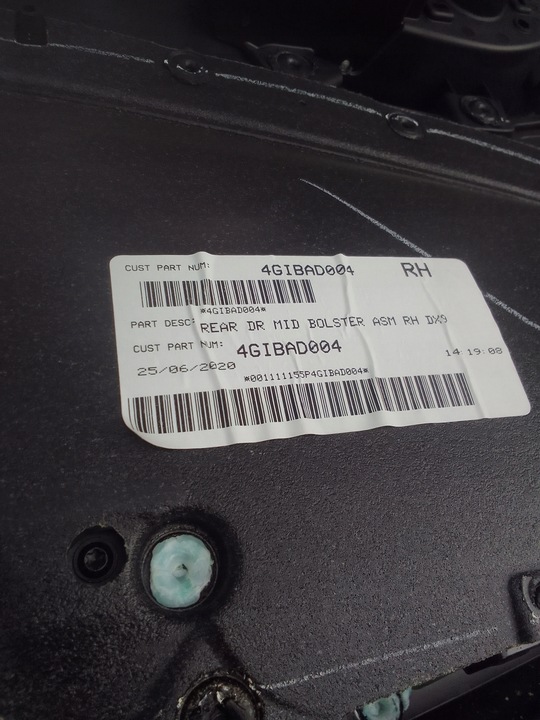 CUST PART NUM: 4GIBAD004 RH
*4GIBAD004*
PART DESC: REAR DR MID BOLSTER ASM RH DX9
CUST PART NUM: 4GIBAD004
25/06/2020 14:19:08
*001111155P4GIBAD004*